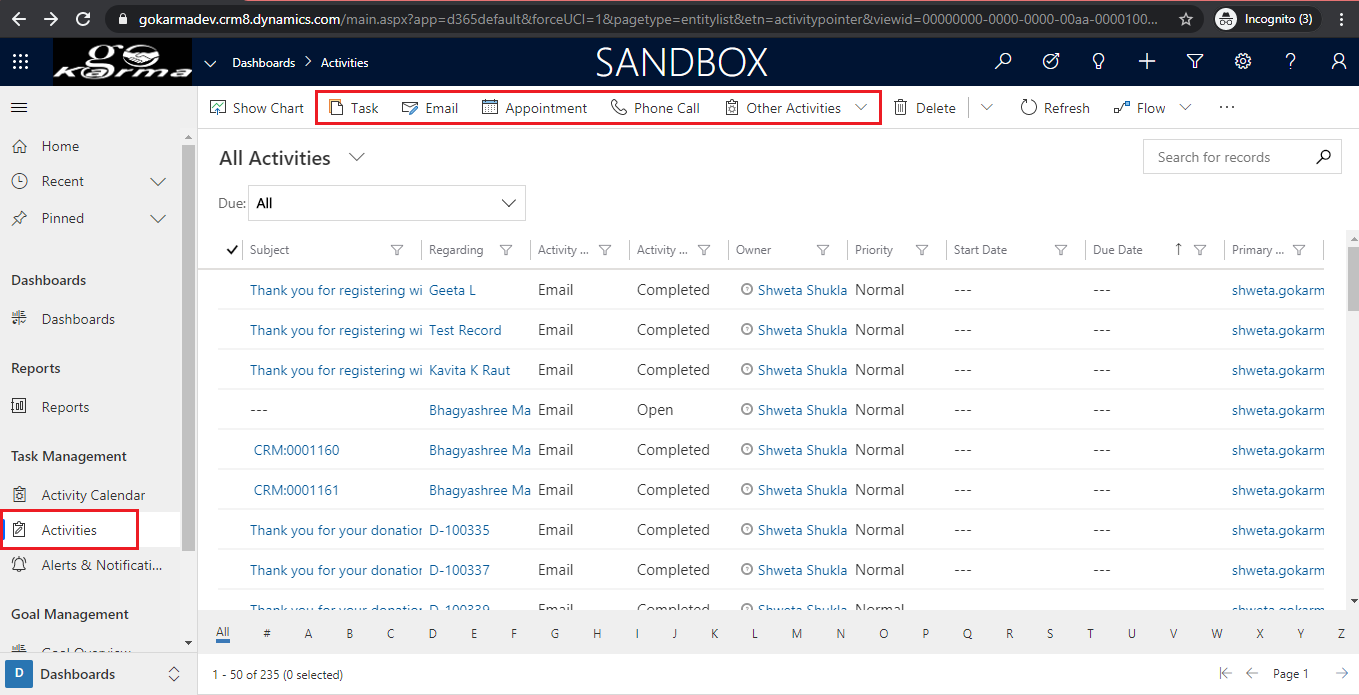 gokarmadev.crm8.dynamics.com/main.aspx?app=d365default&forceUCI=1&pagetype=entitylist&etn=activitypointer&viewid=00000000-0000-0000-00aa-0000100... Incognito (3)
go karma Dashboards > Activities SANDBOX
Show Chart Task Email Appointment Phone Call Other Activities Delete Refresh Flow ...
Home
Recent
Pinned
Dashboards
Dashboards
Reports
Reports
Task Management
Activity Calendar
Activities
Alerts & Notificati...
Goal Management
Goal Overview
D Dashboards
All Activities Search for records
Due: All
Subject Regarding Activity ... Activity ... Owner Priority Start Date Due Date ↑ Primary ...
Thank you for registering wi Geeta L Email Completed Shweta Shukla Normal --- --- shweta.gokarm
Thank you for registering wi Test Record Email Completed Shweta Shukla Normal --- --- shweta.gokarm
Thank you for registering wi Kavita K Raut Email Completed Shweta Shukla Normal --- --- shweta.gokarm
--- Bhagyashree Ma Email Open Shweta Shukla Normal --- --- shweta.gokarm
CRM:0001160 Bhagyashree Ma Email Completed Shweta Shukla Normal --- --- shweta.gokarm
CRM:0001161 Bhagyashree Ma Email Completed Shweta Shukla Normal --- --- shweta.gokarm
Thank you for your donation D-100335 Email Completed Shweta Shukla Normal --- --- shweta.gokarm
Thank you for your donation D-100337 Email Completed Shweta Shukla Normal --- --- shweta.gokarm
Thank you for your donation D-100339 Email Completed Shweta Shukla Normal --- --- shweta.gokarm
All # A B C D E F G H I J K L M N O P Q R S T U V W X Y Z
1 - 50 of 235 (0 selected) Page 1